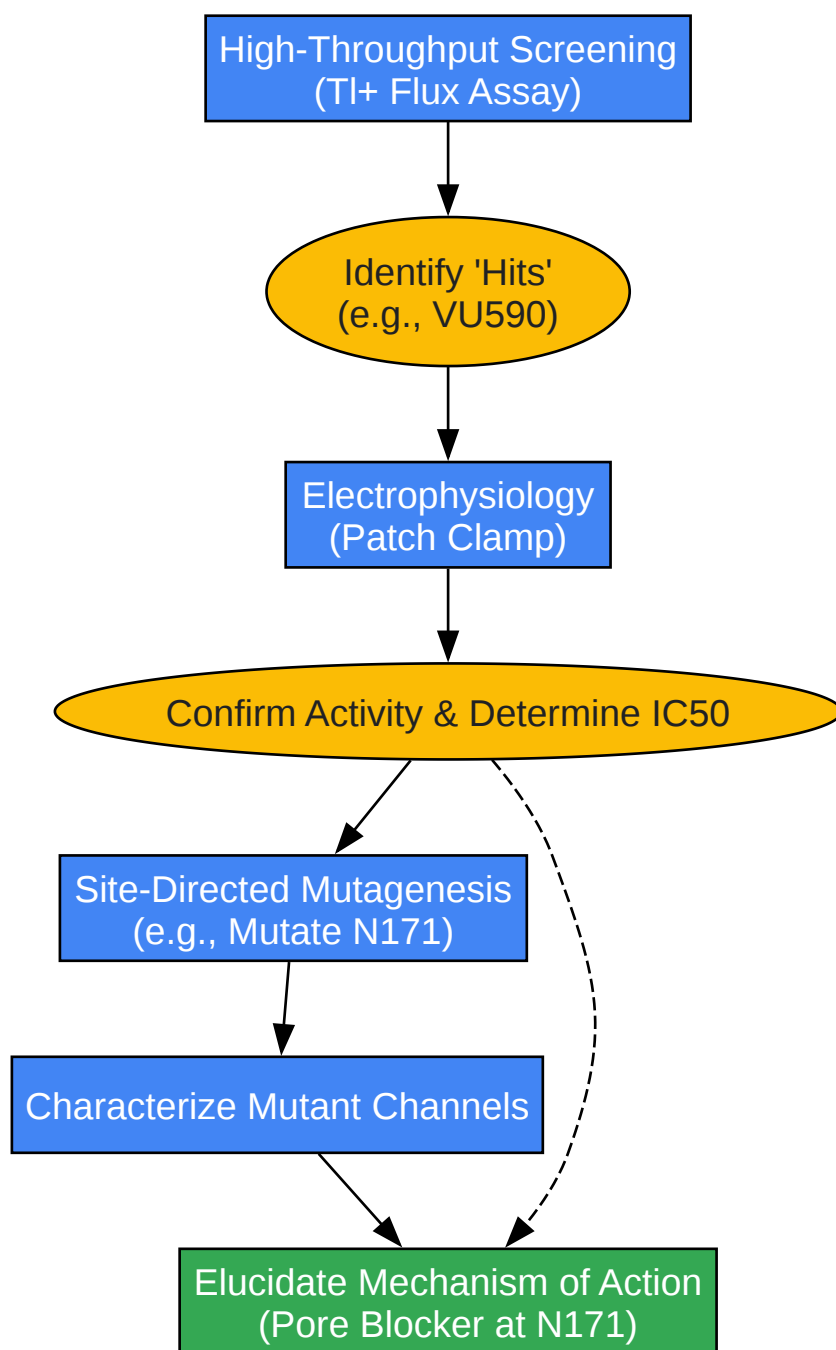 High-Throughput Screening
(Tl+ Flux Assay)
Identify 'Hits'
(e.g., VU590)
Electrophysiology
(Patch Clamp)
Confirm Activity & Determine IC50
Site-Directed Mutagenesis
(e.g., Mutate N171)
Characterize Mutant Channels
Elucidate Mechanism of Action
(Pore Blocker at N171)